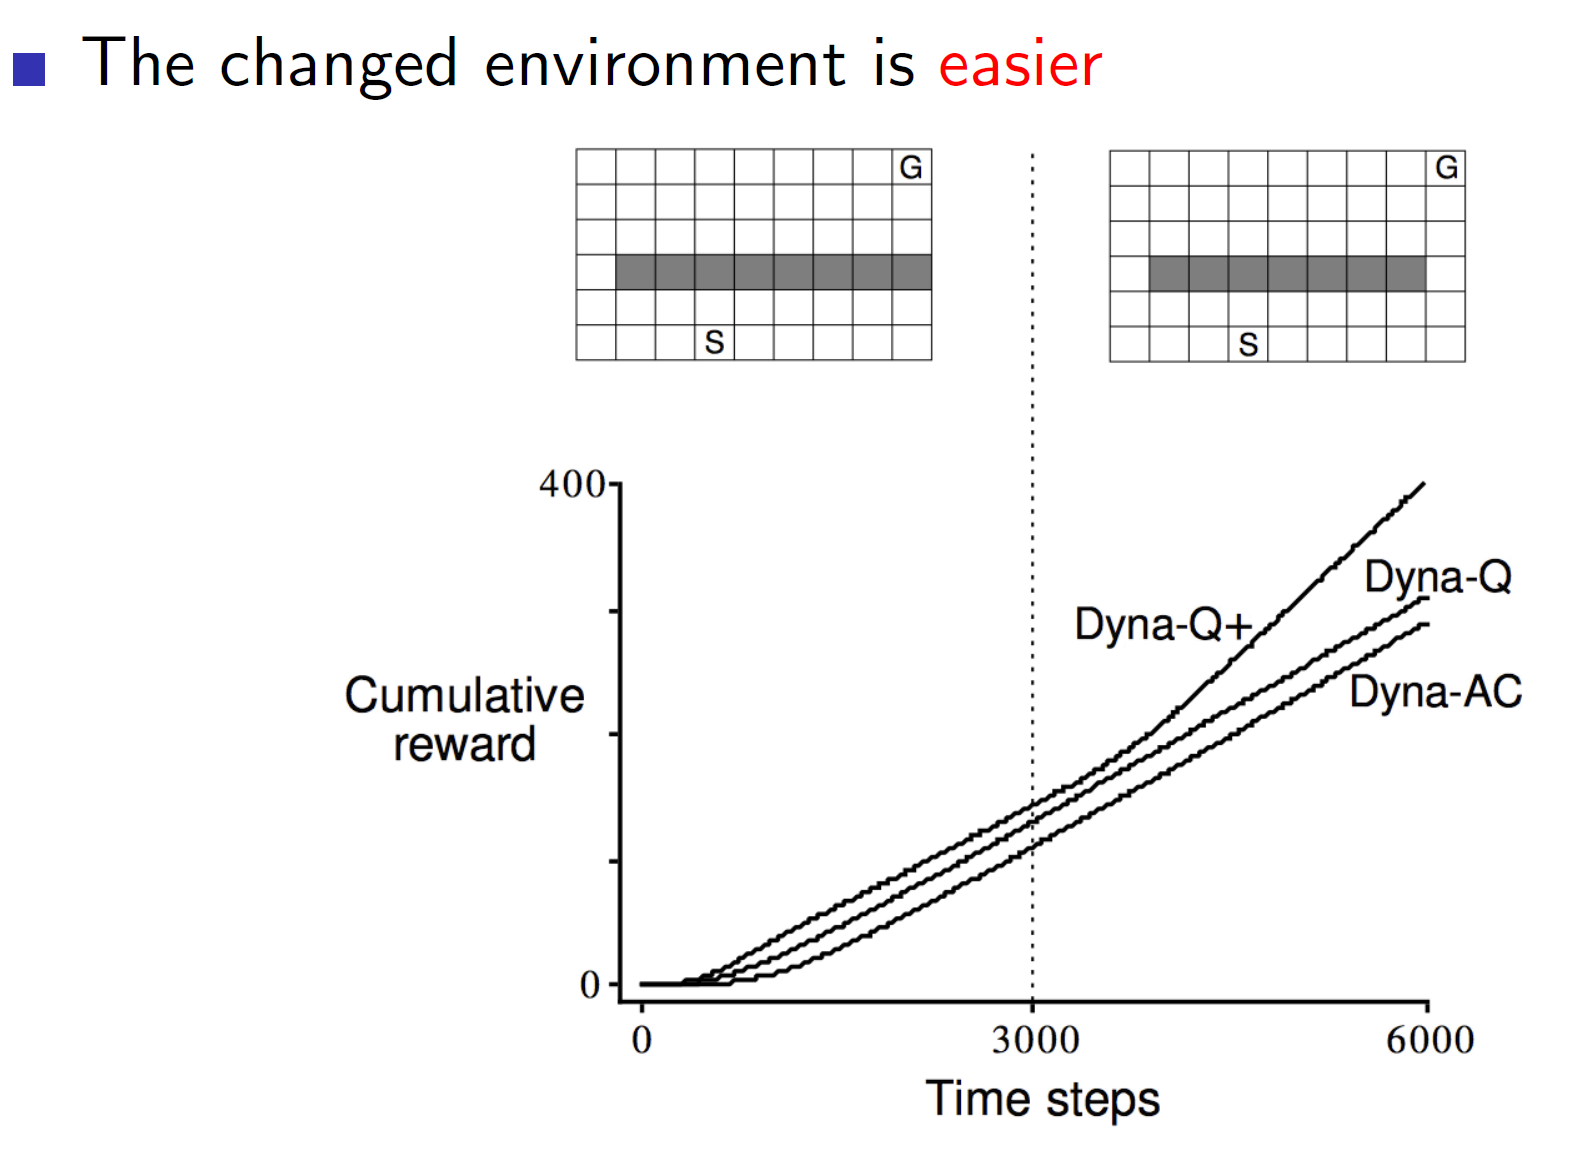 The changed environment is easier
G
G
S
S
400
Dyna-Q
Dyna-Q+
Cumulative
reward
Dyna-AC
0
0
3000
6000
Time steps